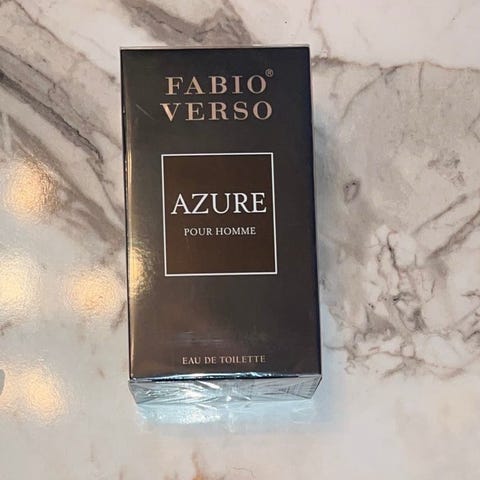 FABIO®
VERSO
AZURE
POUR HOMME
EAU DE TOILETTE